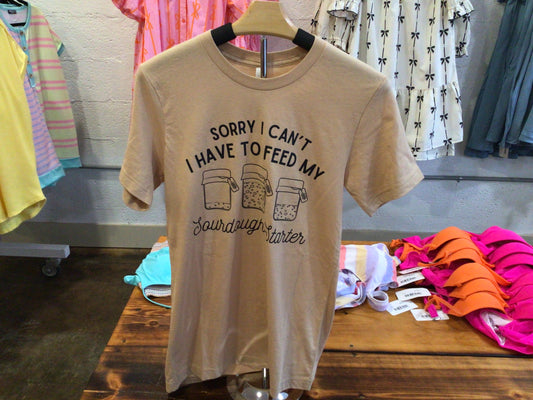 SORRY I CAN'T
I HAVE TO FEED MY
Sourdough Starter